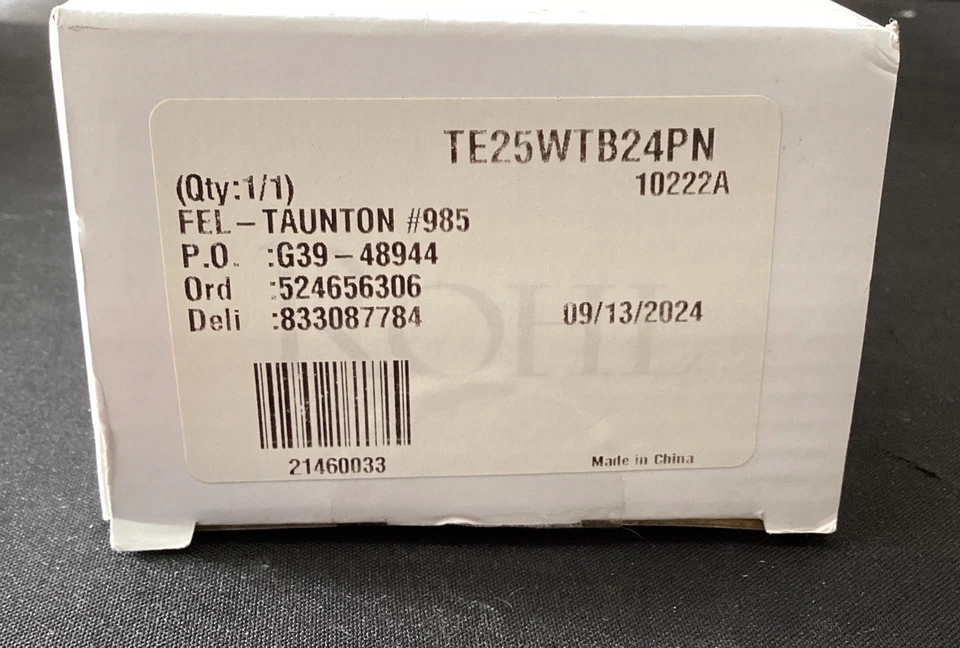 TE25WTB24PN
10222A
(Qty:1/1)
FEL-TAUNTON #985
P.O. :G39-48944
Ord :524656306
Deli :833087784
09/13/2024
KOHL
21460033
Made in China